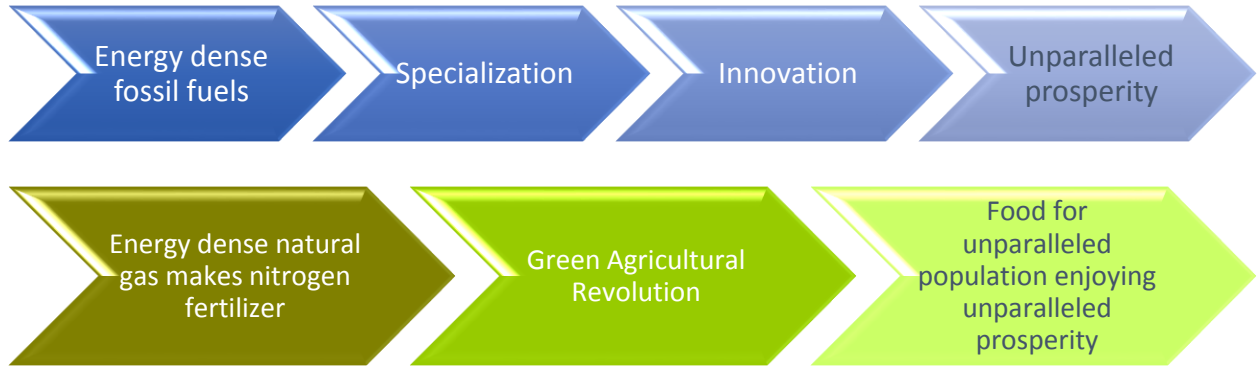 Energy dense
fossil fuels
Specialization
Innovation
Unparalleled
prosperity
Energy dense natural
gas makes nitrogen
fertilizer
Green Agricultural
Revolution
Food for
unparalleled
population enjoying
unparalleled
prosperity